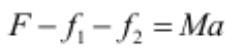 F − f₁ − f₂ = Ma